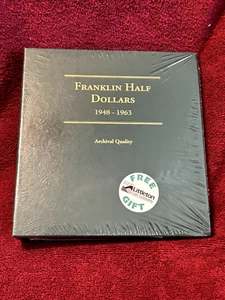 FRANKLIN HALF
DOLLARS
1948 - 1963
Archival Quality
FREE
Littleton
GIFT